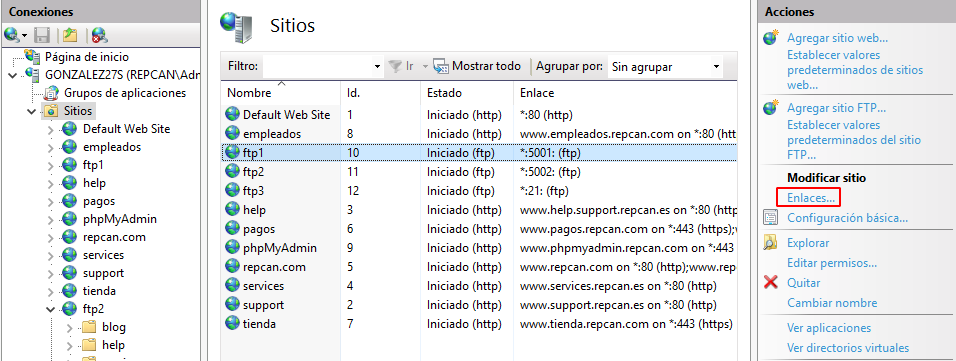 Conexiones
Página de inicio
GONZALEZ27S (REPCAN\Adn
Grupos de aplicaciones
Sitios
Default Web Site
empleados
ftp1
help
pagos
phpMyAdmin
repcan.com
services
support
tienda
ftp2
blog
help
Sitios
Filtro: Ir Mostrar todo Agrupar por: Sin agrupar
Nombre Id. Estado Enlace
Default Web Site 1 Iniciado (http) *:80 (http)
empleados 8 Iniciado (http) www.empleados.repcan.com on *:80 (htt
ftp1 10 Iniciado (ftp) *:5001: (ftp)
ftp2 11 Iniciado (ftp) *:5002: (ftp)
ftp3 12 Iniciado (ftp) *:21: (ftp)
help 3 Iniciado (http) www.help.support.repcan.es on *:80 (http
pagos 6 Iniciado (http) www.pagos.repcan.com on *:443 (https);w
phpMyAdmin 9 Iniciado (http) www.phpmyadmin.repcan.com on *:443
repcan.com 5 Iniciado (http) www.repcan.com on *:80 (http);www.rep
services 4 Iniciado (http) www.services.repcan.es on *:80 (http)
support 2 Iniciado (http) www.support.repcan.es on *:80 (http)
tienda 7 Iniciado (http) www.tienda.repcan.com on *:443 (https)
Acciones
Agregar sitio web...
Establecer valores
predeterminados de sitios
web...
Agregar sitio FTP...
Establecer valores
predeterminados del sitio
FTP...
Modificar sitio
Enlaces...
Configuración básica...
Explorar
Editar permisos...
Quitar
Cambiar nombre
Ver aplicaciones
Ver directorios virtuales